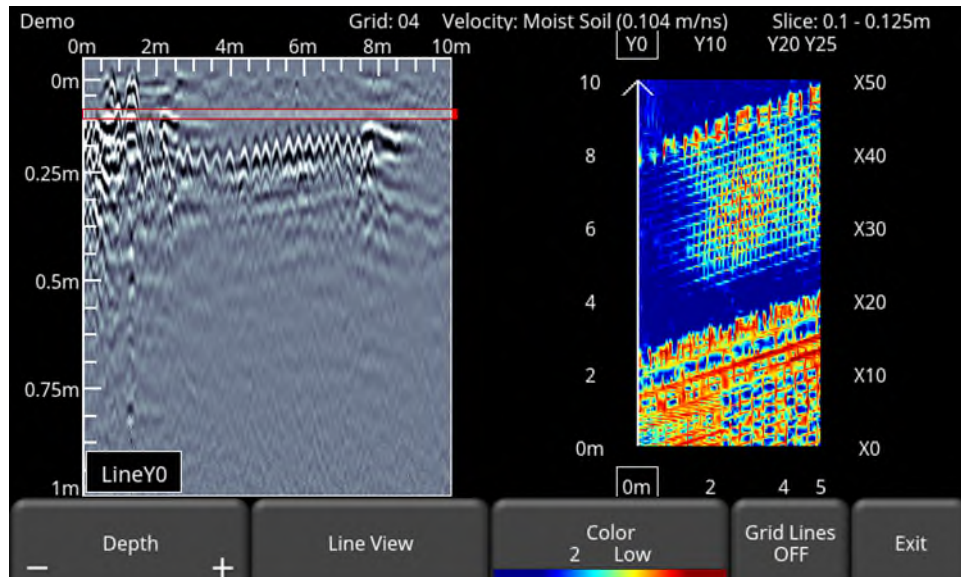 Demo Grid: 04 Velocity: Moist Soil (0.104 m/ns) Slice: 0.1 - 0.125m
0m 2m 4m 6m 8m 10m
0m
0.25m
0.5m
0.75m
1m
LineY0
Y0 Y10 Y20 Y25
10 X50
8 X40
6 X30
4 X20
2 X10
0m X0
0m 2 4 5
Depth
− +
Line View
Color
2 Low
Grid Lines
OFF
Exit